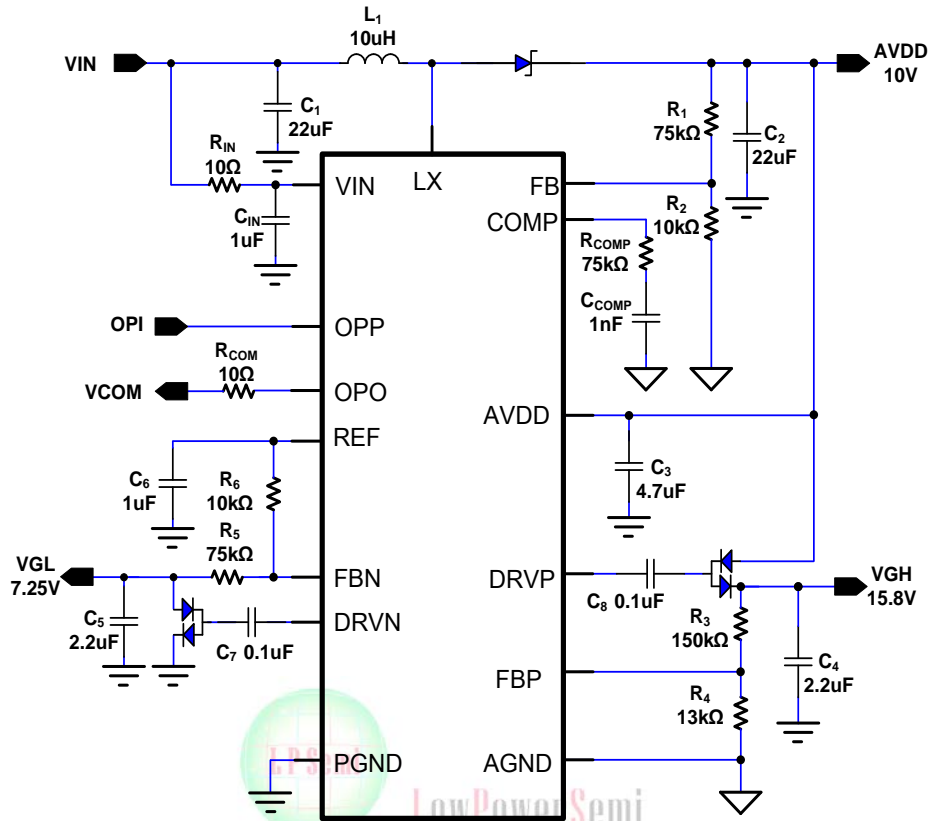 L1
10uH
VIN
AVDD
10V
C1
22uF
R1
75kΩ
C2
22uF
RIN
10Ω
VIN
LX
FB
CIN
1uF
COMP
R2
10kΩ
RCOMP
75kΩ
CCOMP
1nF
OPI
OPP
RCOM
10Ω
VCOM
OPO
AVDD
REF
C6
1uF
R6
10kΩ
C3
4.7uF
R5
75kΩ
VGL
7.25V
FBN
DRVP
C8 0.1uF
VGH
15.8V
C5
2.2uF
DRVN
C7 0.1uF
R3
150kΩ
C4
2.2uF
FBP
R4
13kΩ
LP Semi
PGND
AGND
LowPowerSemi